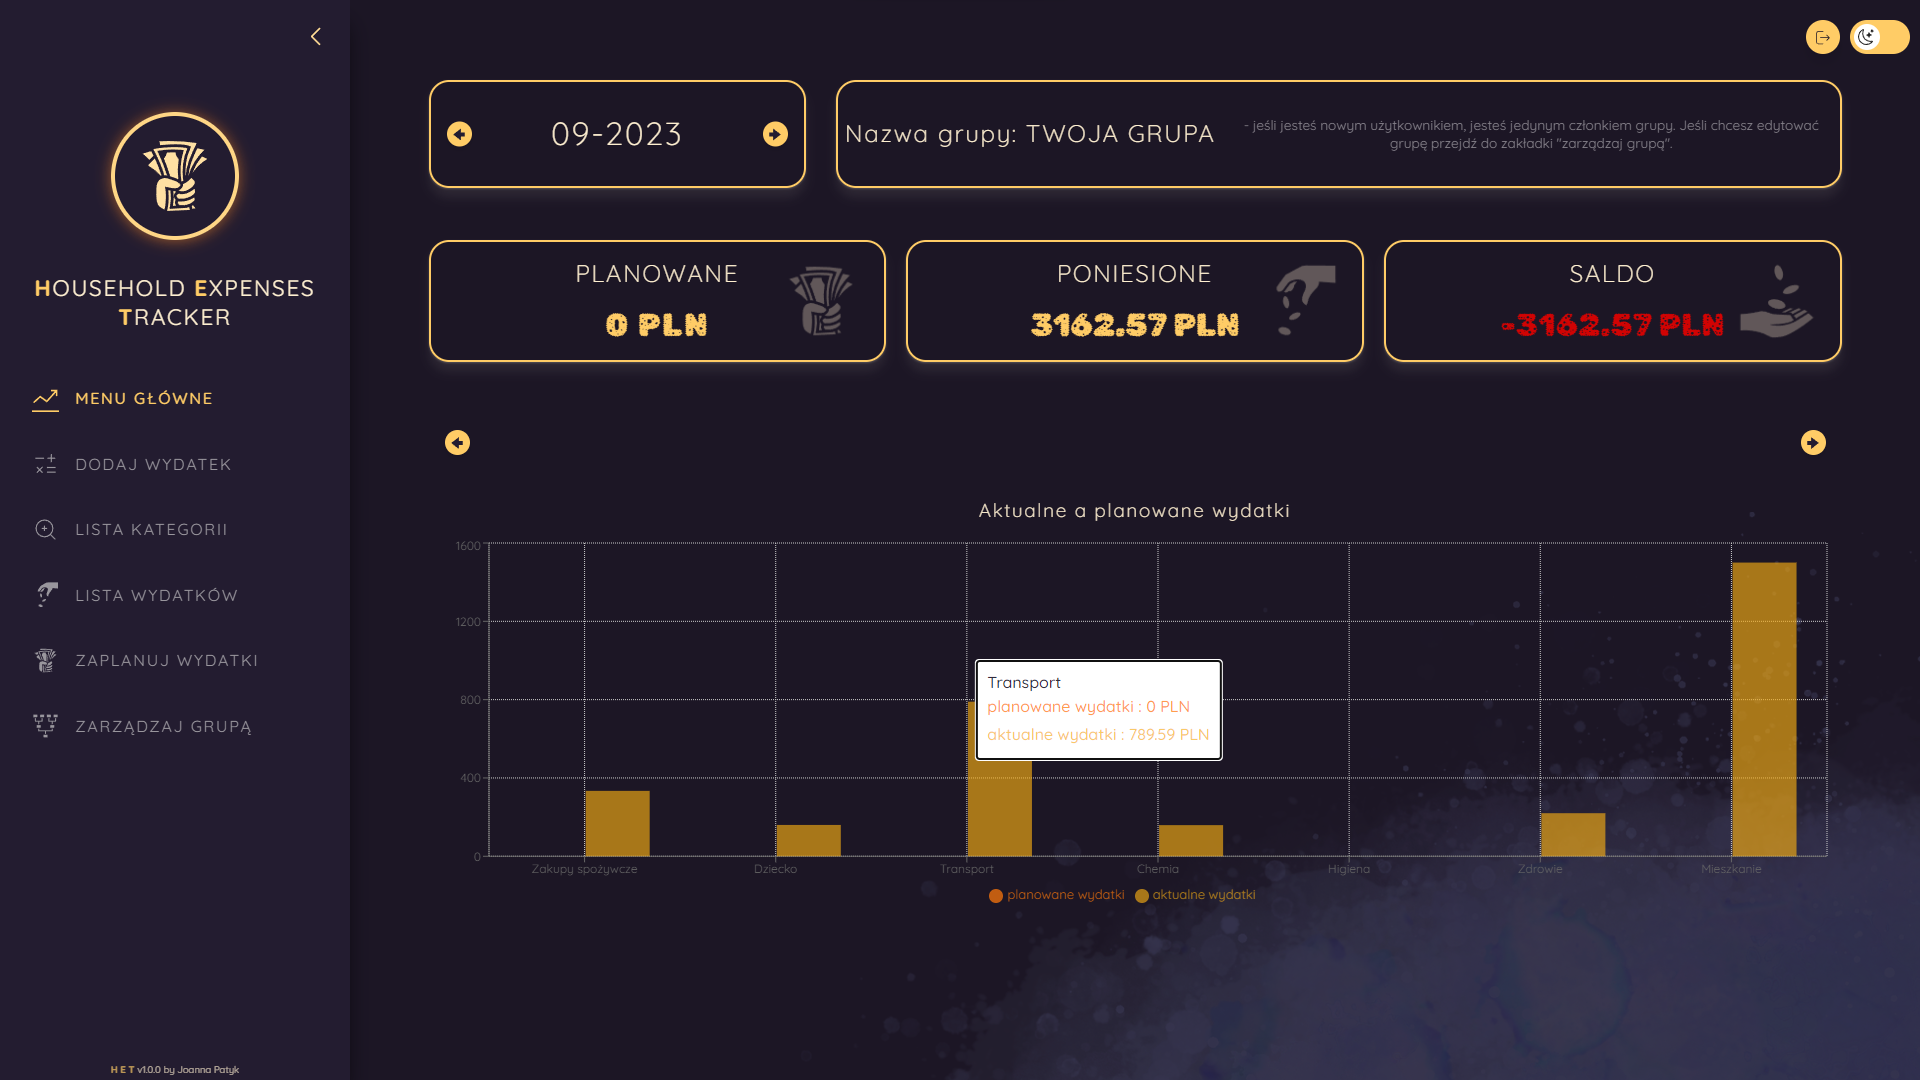 HOUSEHOLD EXPENSES
TRACKER
MENU GŁÓWNE
DODAJ WYDATEK
LISTA KATEGORII
LISTA WYDATKÓW
ZAPLANUJ WYDATKI
ZARZĄDZAJ GRUPĄ
HET v1.0.0 by Joanna Patyk
09-2023
Nazwa grupy: TWOJA GRUPA
- jeśli jesteś nowym użytkownikiem, jesteś jedynym członkiem grupy. Jeśli chcesz edytować
grupę przejdź do zakładki "zarządzaj grupą".
PLANOWANE
0 PLN
PONIESIONE
3162.57 PLN
SALDO
-3162.57 PLN
Aktualne a planowane wydatki
1600
1200
800
400
0
Transport
planowane wydatki : 0 PLN
aktualne wydatki : 789.59 PLN
Zakupy spożywcze
Dziecko
Transport
Chemia
Higiena
Zdrowie
Mieszkanie
planowane wydatki
aktualne wydatki